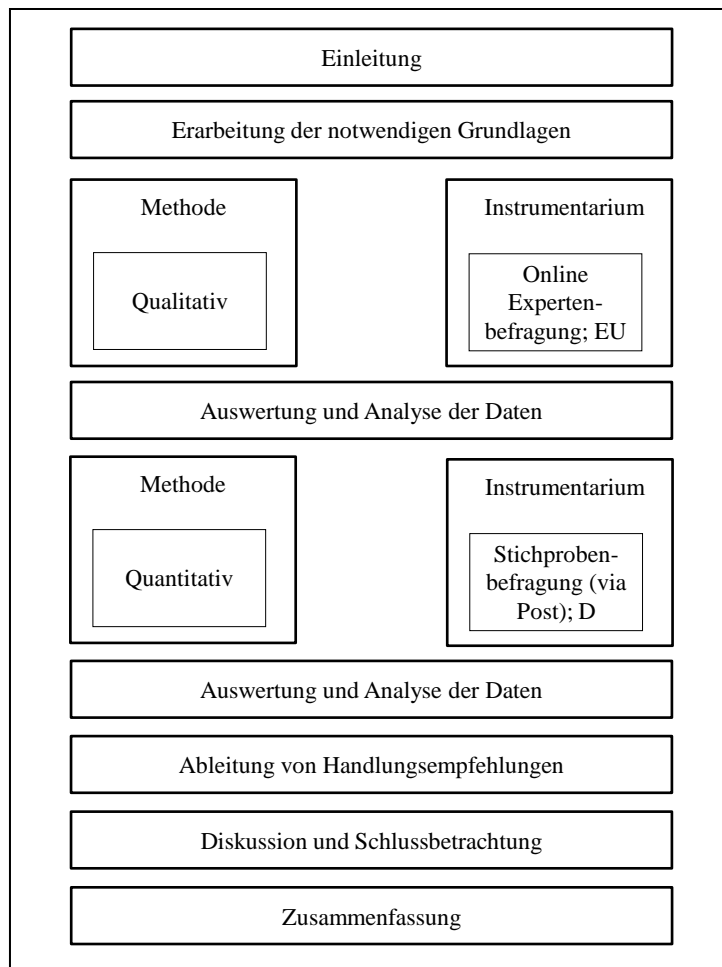 Einleitung
Erarbeitung der notwendigen Grundlagen
Methode
Qualitativ
Instrumentarium
Online
Experten-
befragung; EU
Auswertung und Analyse der Daten
Methode
Quantitativ
Instrumentarium
Stichproben-
befragung (via
Post); D
Auswertung und Analyse der Daten
Ableitung von Handlungsempfehlungen
Diskussion und Schlussbetrachtung
Zusammenfassung